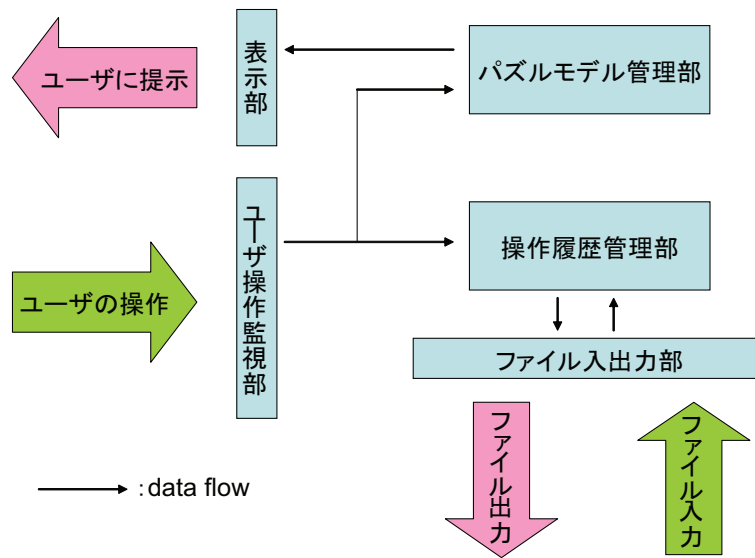 ユーザに提示
表示部
パズルモデル管理部
ユーザの操作
ユーザ操作監視部
操作履歴管理部
ファイル入出力部
ファイル出力
ファイル入力
:data flow